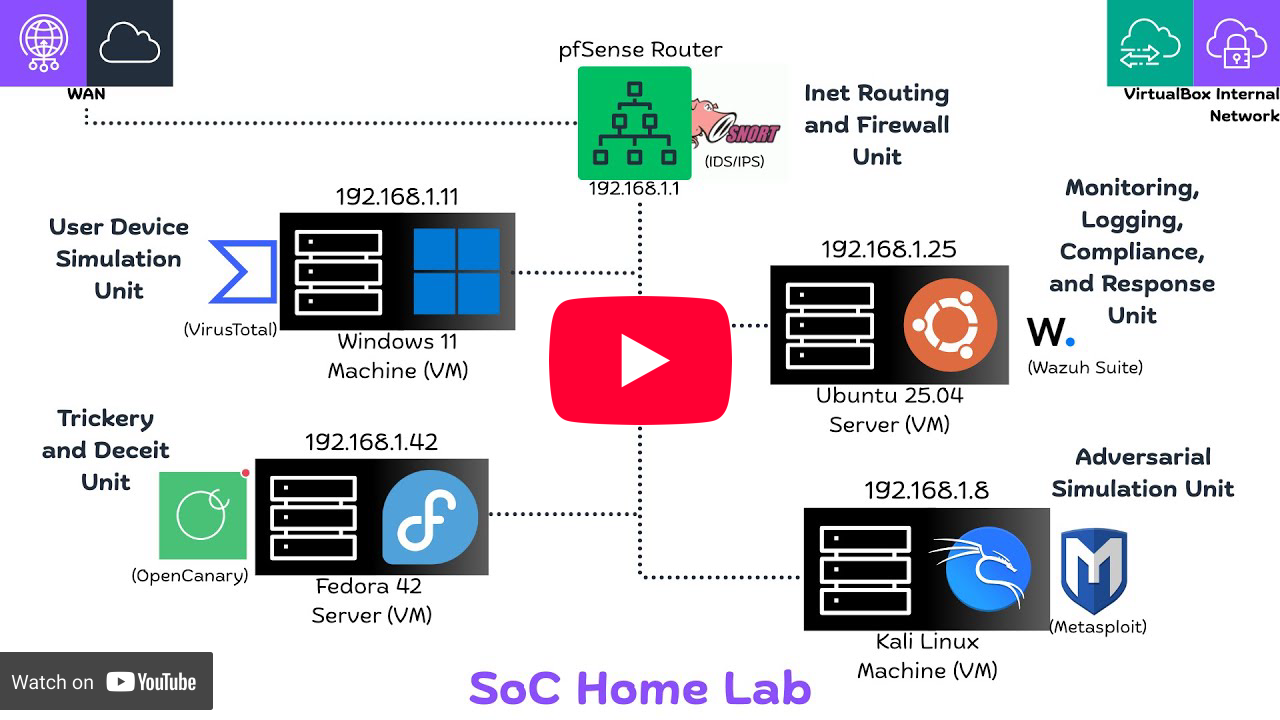 WAN
pfSense Router
SNORT
(IDS/IPS)
192.168.1.1
Inet Routing
and Firewall
Unit
VirtualBox Internal
Network
User Device
Simulation
Unit
(VirusTotal)
192.168.1.11
Windows 11
Machine (VM)
Monitoring,
Logging,
Compliance,
and Response
Unit
192.168.1.25
W.
(Wazuh Suite)
Ubuntu 25.04
Server (VM)
Trickery
and Deceit
Unit
(OpenCanary)
192.168.1.42
Fedora 42
Server (VM)
Adversarial
Simulation Unit
192.168.1.8
(Metasploit)
Kali Linux
Machine (VM)
Watch on YouTube
SoC Home Lab